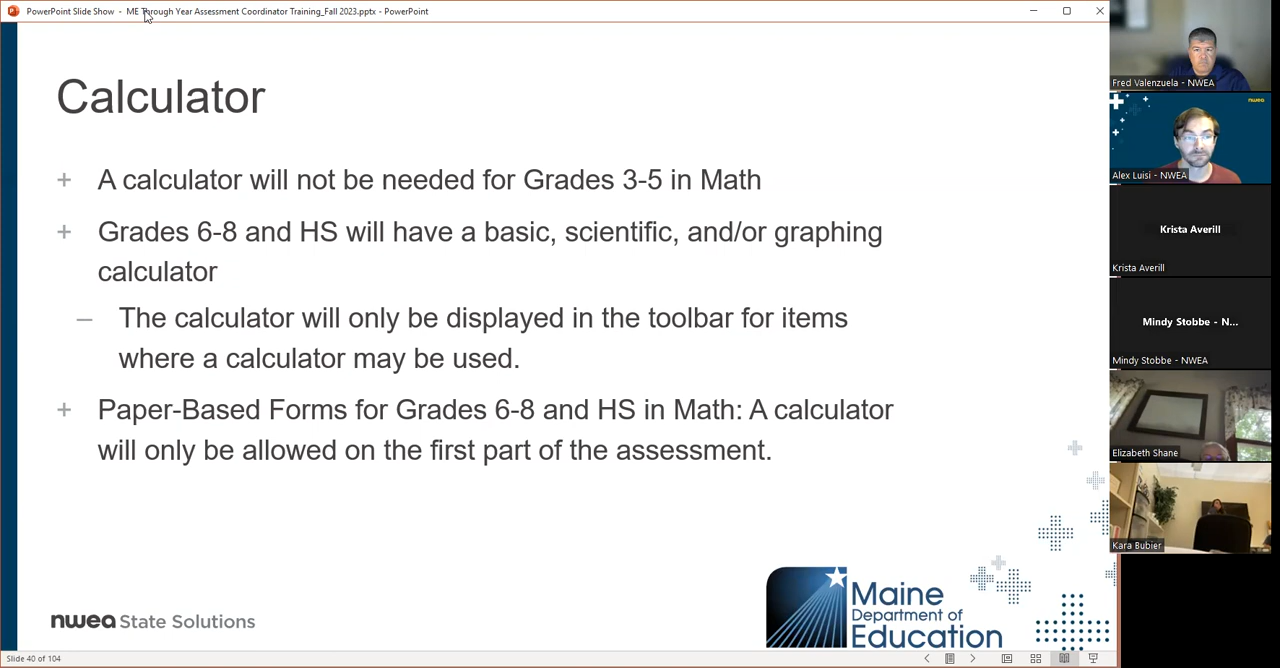 PowerPoint Slide Show - ME Through Year Assessment Coordinator Training_Fall 2023.pptx - PowerPoint
Calculator
+ A calculator will not be needed for Grades 3-5 in Math
+ Grades 6-8 and HS will have a basic, scientific, and/or graphing
calculator
– The calculator will only be displayed in the toolbar for items
where a calculator may be used.
+ Paper-Based Forms for Grades 6-8 and HS in Math: A calculator
will only be allowed on the first part of the assessment.
nwea State Solutions
Maine
Department of
Education
Slide 40 of 104
Fred Valenzuela - NWEA
nwea
Alex Luisi - NWEA
Krista Averill
Krista Averill
Mindy Stobbe - N...
Mindy Stobbe - NWEA
Elizabeth Shane
Kara Bubier